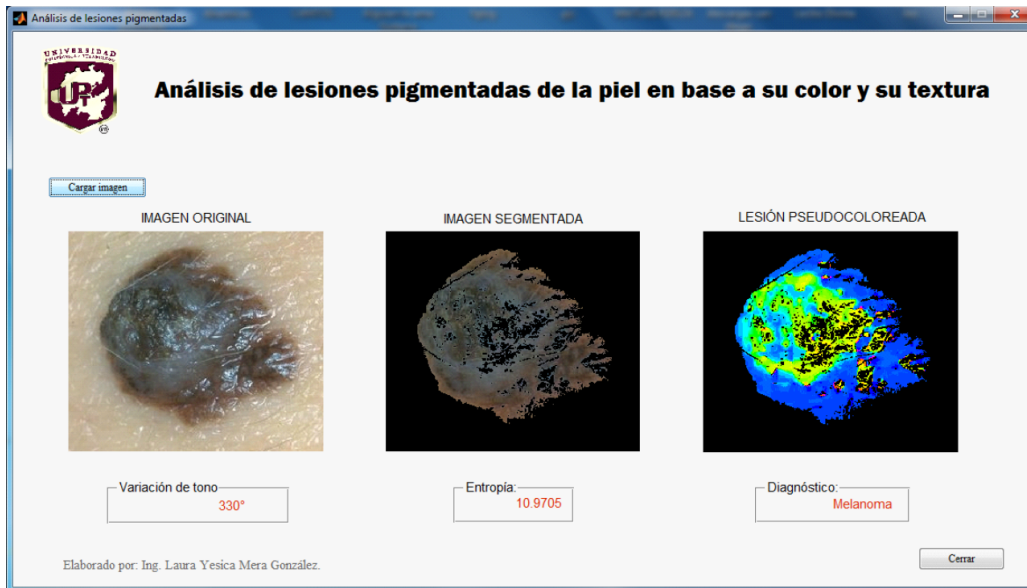 Análisis de lesiones pigmentadas
UNIVERSIDAD
UPT
Análisis de lesiones pigmentadas de la piel en base a su color y su textura
Cargar imagen
IMAGEN ORIGINAL
IMAGEN SEGMENTADA
LESIÓN PSEUDOCOLOREADA
Variación de tono
330°
Entropía:
10.9705
Diagnóstico:
Melanoma
Elaborado por: Ing. Laura Yesica Mera González.
Cerrar